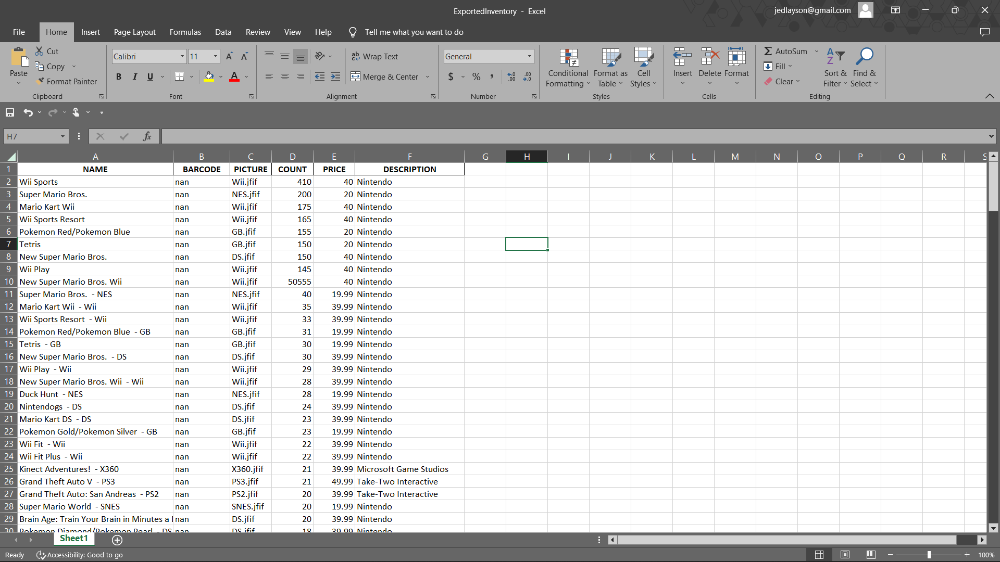 ExportedInventory - Excel
jedlayson@gmail.com
File Home Insert Page Layout Formulas Data Review View Help Tell me what you want to do
Paste
Cut
Copy
Format Painter
Clipboard
Calibri 11
B I U A
Font
ab Wrap Text
Merge & Center
Alignment
General
$ % ,
Number
Conditional Formatting
Format as Table
Cell Styles
Styles
Insert
Delete
Format
Cells
AutoSum
Fill
Clear
Sort & Filter
Find & Select
Editing
H7 fx
A B C D E F G H I J K L M N O P Q R S
1 NAME BARCODE PICTURE COUNT PRICE DESCRIPTION
2 Wii Sports nan Wii.jfif 410 40 Nintendo
3 Super Mario Bros. nan NES.jfif 200 20 Nintendo
4 Mario Kart Wii nan Wii.jfif 175 40 Nintendo
5 Wii Sports Resort nan Wii.jfif 165 40 Nintendo
6 Pokemon Red/Pokemon Blue nan GB.jfif 155 20 Nintendo
7 Tetris nan GB.jfif 150 20 Nintendo
8 New Super Mario Bros. nan DS.jfif 150 40 Nintendo
9 Wii Play nan Wii.jfif 145 40 Nintendo
10 New Super Mario Bros. Wii nan Wii.jfif 50555 40 Nintendo
11 Super Mario Bros. - NES nan NES.jfif 40 19.99 Nintendo
12 Mario Kart Wii - Wii nan Wii.jfif 35 39.99 Nintendo
13 Wii Sports Resort - Wii nan Wii.jfif 33 39.99 Nintendo
14 Pokemon Red/Pokemon Blue - GB nan GB.jfif 31 19.99 Nintendo
15 Tetris - GB nan GB.jfif 30 19.99 Nintendo
16 New Super Mario Bros. - DS nan DS.jfif 30 39.99 Nintendo
17 Wii Play - Wii nan Wii.jfif 29 39.99 Nintendo
18 New Super Mario Bros. Wii - Wii nan Wii.jfif 28 39.99 Nintendo
19 Duck Hunt - NES nan NES.jfif 28 19.99 Nintendo
20 Nintendogs - DS nan DS.jfif 24 39.99 Nintendo
21 Mario Kart DS - DS nan DS.jfif 23 39.99 Nintendo
22 Pokemon Gold/Pokemon Silver - GB nan GB.jfif 23 19.99 Nintendo
23 Wii Fit - Wii nan Wii.jfif 22 39.99 Nintendo
24 Wii Fit Plus - Wii nan Wii.jfif 22 39.99 Nintendo
25 Kinect Adventures! - X360 nan X360.jfif 21 39.99 Microsoft Game Studios
26 Grand Theft Auto V - PS3 nan PS3.jfif 21 49.99 Take-Two Interactive
27 Grand Theft Auto: San Andreas - PS2 nan PS2.jfif 20 39.99 Take-Two Interactive
28 Super Mario World - SNES nan SNES.jfif 20 19.99 Nintendo
29 Brain Age: Train Your Brain in Minutes a nan DS.jfif 20 39.99 Nintendo
30 Pokemon Diamond/Pokemon Pearl - DS nan DS.jfif 18 39.99 Nintendo
Sheet1
Ready Accessibility: Good to go 100%